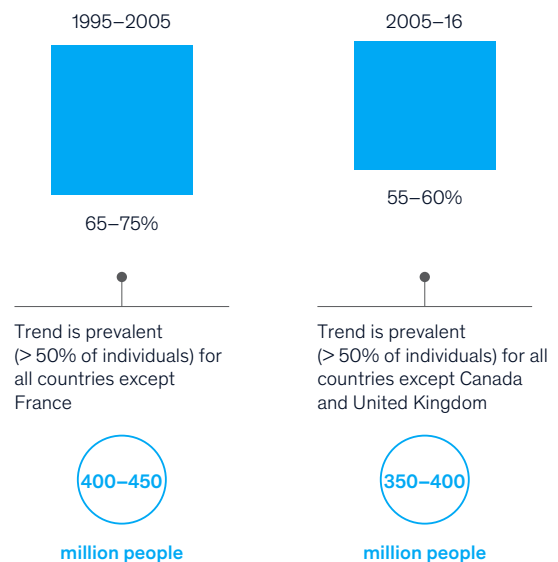 1995–2005
65–75%
Trend is prevalent
(> 50% of individuals) for
all countries except
France
400–450
million people
2005–16
55–60%
Trend is prevalent
(> 50% of individuals) for all
countries except Canada
and United Kingdom
350–400
million people